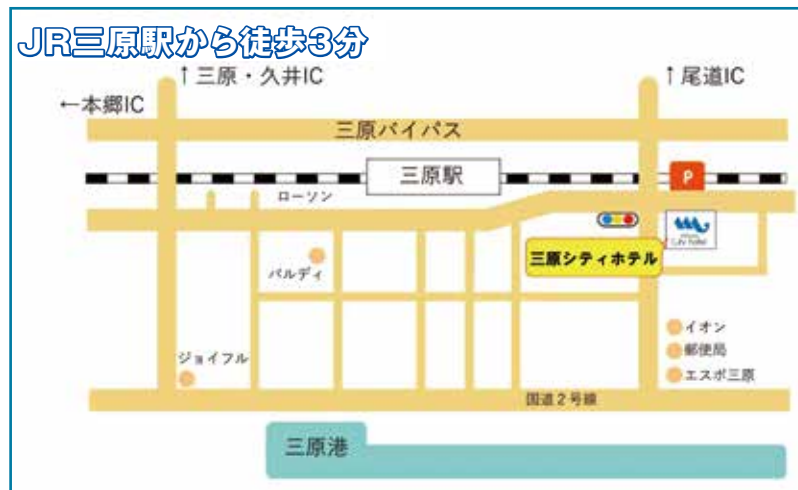 JR三原駅から徒歩3分
↑三原・久井IC
↑尾道IC
←本郷IC
三原バイパス
三原駅
P
ローソン
三原シティホテル
パルディ
イオン
郵便局
ジョイフル
エスポ三原
国道2号線
三原港